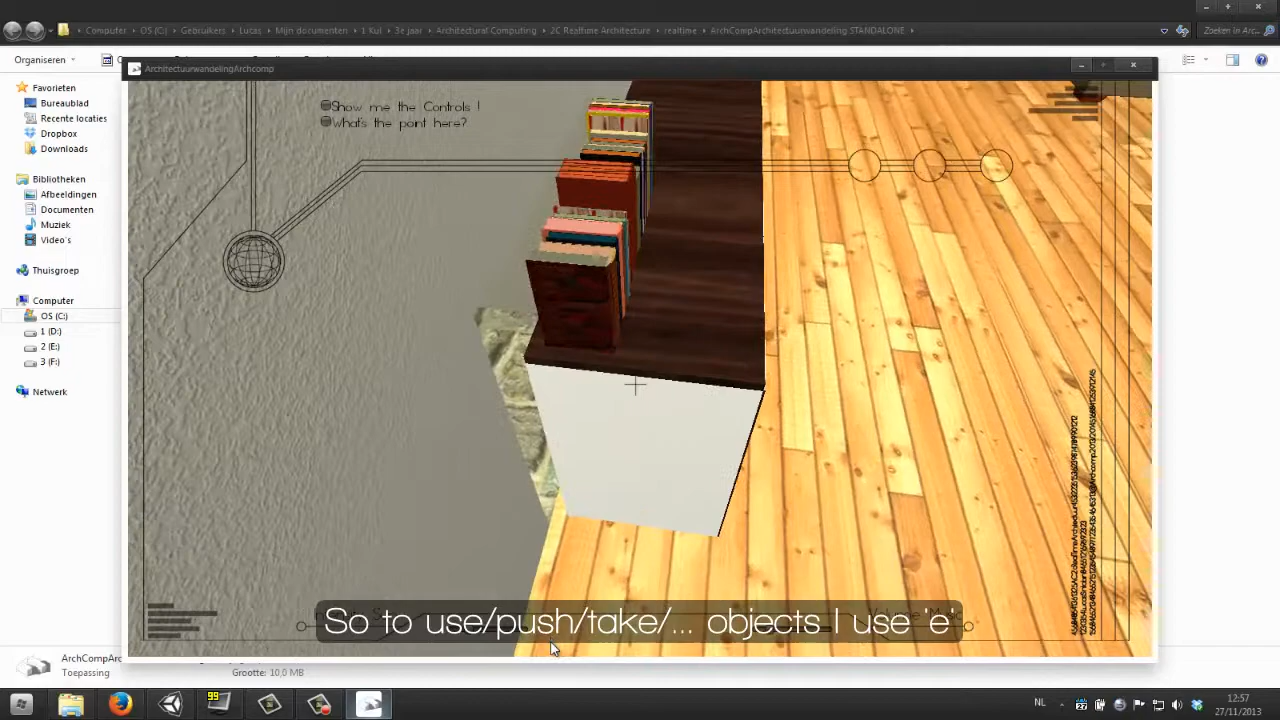 Computer
OS (C:)
Gebruikers
Lucas
Mijn documenten
1 Kul
3e jaar
Architectural Computing
2C Realtime Architecture
realtime
ArchCompArchitectuurwandeling STANDALONE
Zoeken in Arc...
Organiseren
ArchitectuurwandelingArchcomp
Favorieten
Bureaublad
Recente locaties
Dropbox
Downloads
Bibliotheken
Afbeeldingen
Documenten
Muziek
Video's
Thuisgroep
Computer
OS (C:)
1 (D:)
2 (E:)
3 (F:)
Netwerk
Show me the Controls !
What's the point here?
So to use/push/take/... objects I use 'e'
ArchCompArc
Toepassing
Grootte: 10,0 MB
99
NL
12:57
27/11/2013